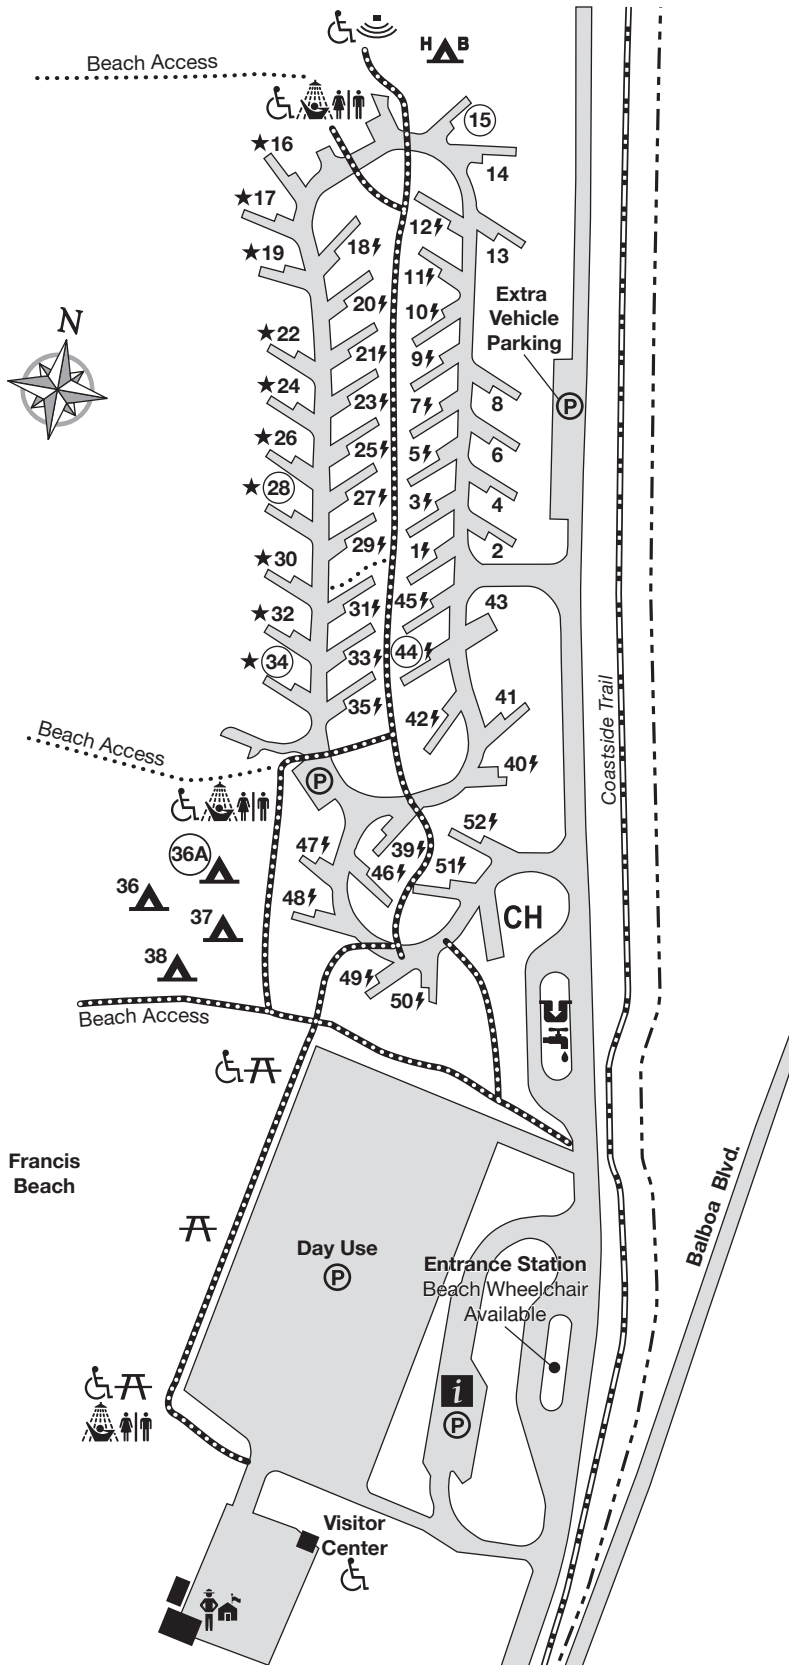 H B
Beach Access
15
★16
14
★17
12
18
13
★19
11
Extra
Vehicle
Parking
20
10
N
★22
21
9
★24
P
23
7
8
★26
25
5
6
★28
27
3
4
29
1
2
★30
31
45
43
★32
33
44
★34
35
42
41
Coastside Trail
Beach Access
40
P
52
47
39
51
36A
46
36
48
CH
37
38
49
50
Beach Access
Francis
Beach
Balboa Blvd.
Day Use
P
Entrance Station
Beach Wheelchair
Available
i
P
Visitor
Center